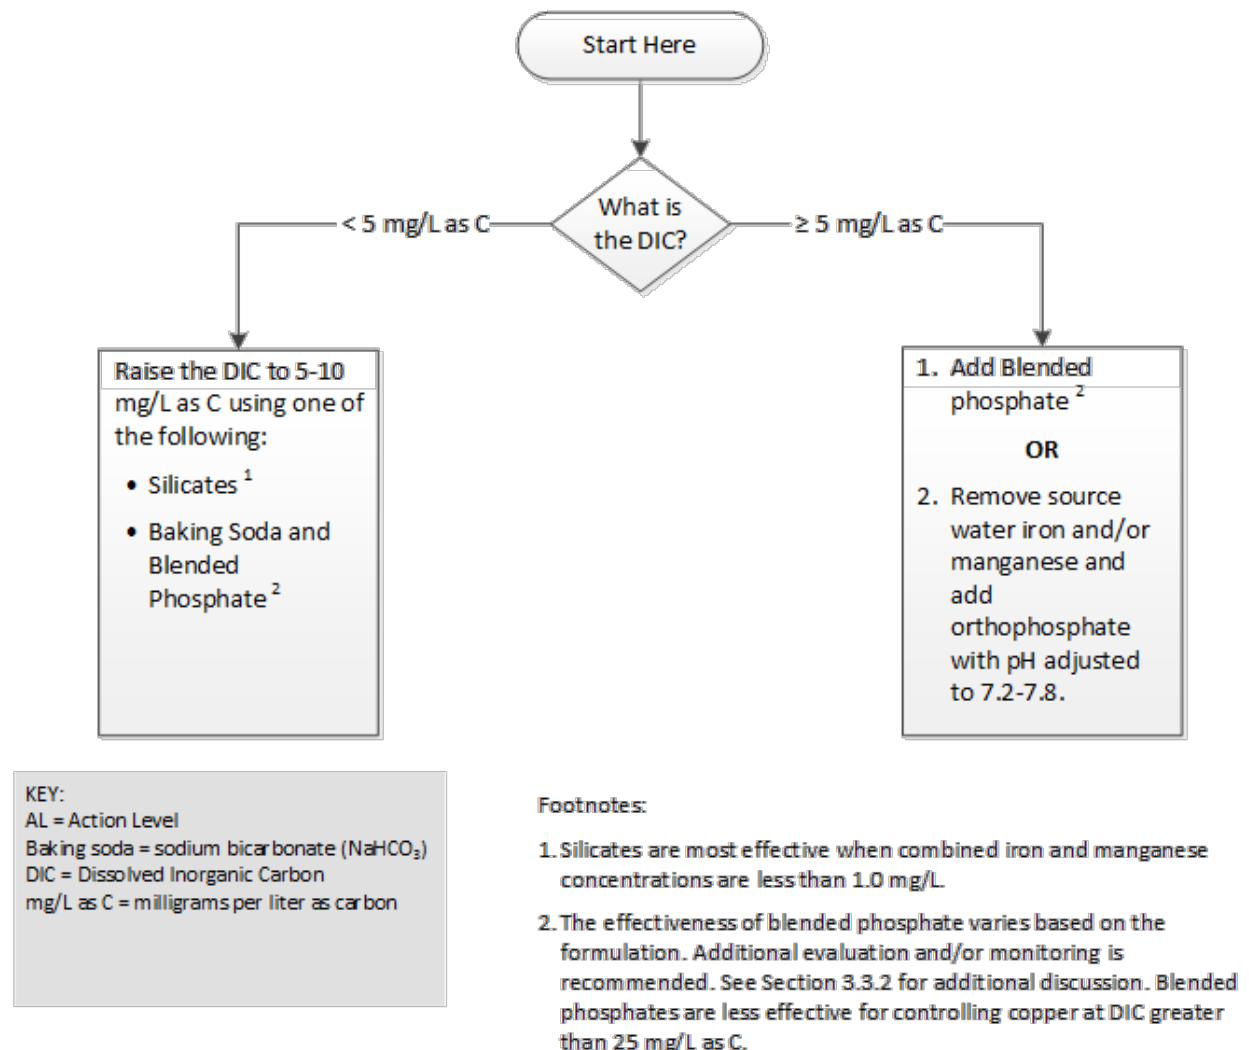 Start Here
What is
the DIC?
< 5 mg/L as C
≥ 5 mg/L as C
Raise the DIC to 5-10
mg/L as C using one of
the following:
• Silicates 1
• Baking Soda and
Blended
Phosphate 2
1. Add Blended
phosphate 2
OR
2. Remove source
water iron and/or
manganese and
add
orthophosphate
with pH adjusted
to 7.2-7.8.
KEY:
AL = Action Level
Baking soda = sodium bicarbonate (NaHCO₃)
DIC = Dissolved Inorganic Carbon
mg/L as C = milligrams per liter as carbon
Footnotes:
1. Silicates are most effective when combined iron and manganese
concentrations are less than 1.0 mg/L.
2. The effectiveness of blended phosphate varies based on the
formulation. Additional evaluation and/or monitoring is
recommended. See Section 3.3.2 for additional discussion. Blended
phosphates are less effective for controlling copper at DIC greater
than 25 mg/L as C.